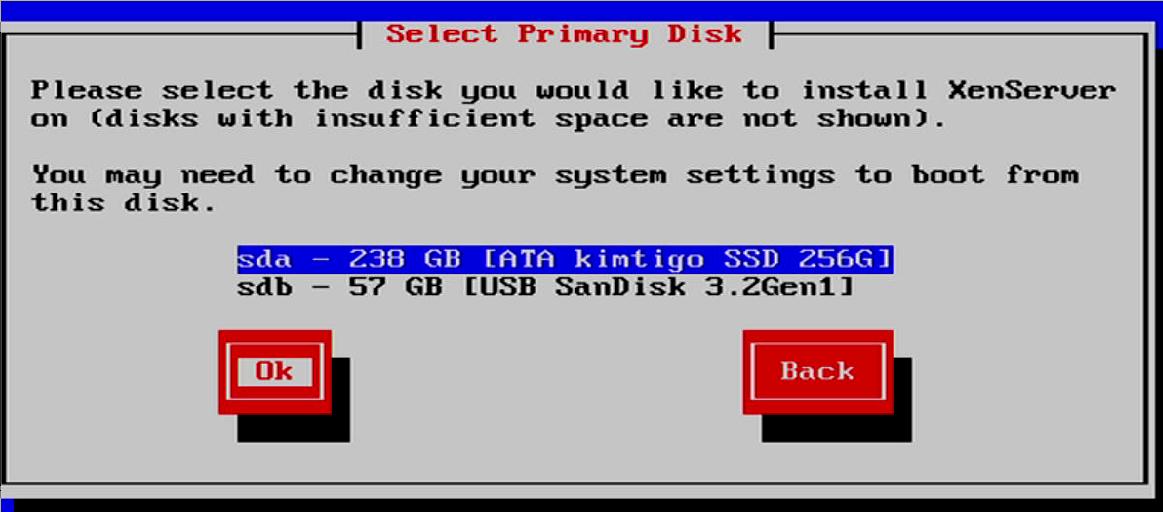 Select Primary Disk
Please select the disk you would like to install XenServer
on (disks with insufficient space are not shown).
You may need to change your system settings to boot from
this disk.
sda - 238 GB [ATA kimtigo SSD 256G]
sdb - 57 GB [USB SanDisk 3.2Gen1]
Ok
Back